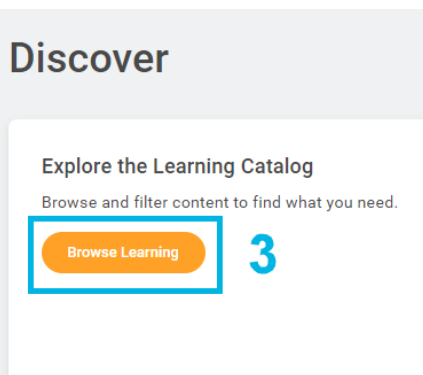 Discover
Explore the Learning Catalog
Browse and filter content to find what you need.
Browse Learning
3